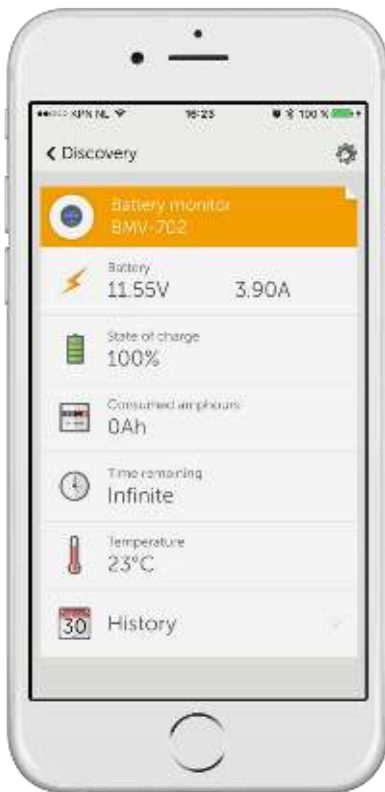 KPN NL 16:23 100 %
Discovery
Battery monitor
BMV-702
Battery
11.55V 3.90A
State of charge
100%
Consumed amphours
0Ah
Time remaining
Infinite
Temperature
23°C
30 History